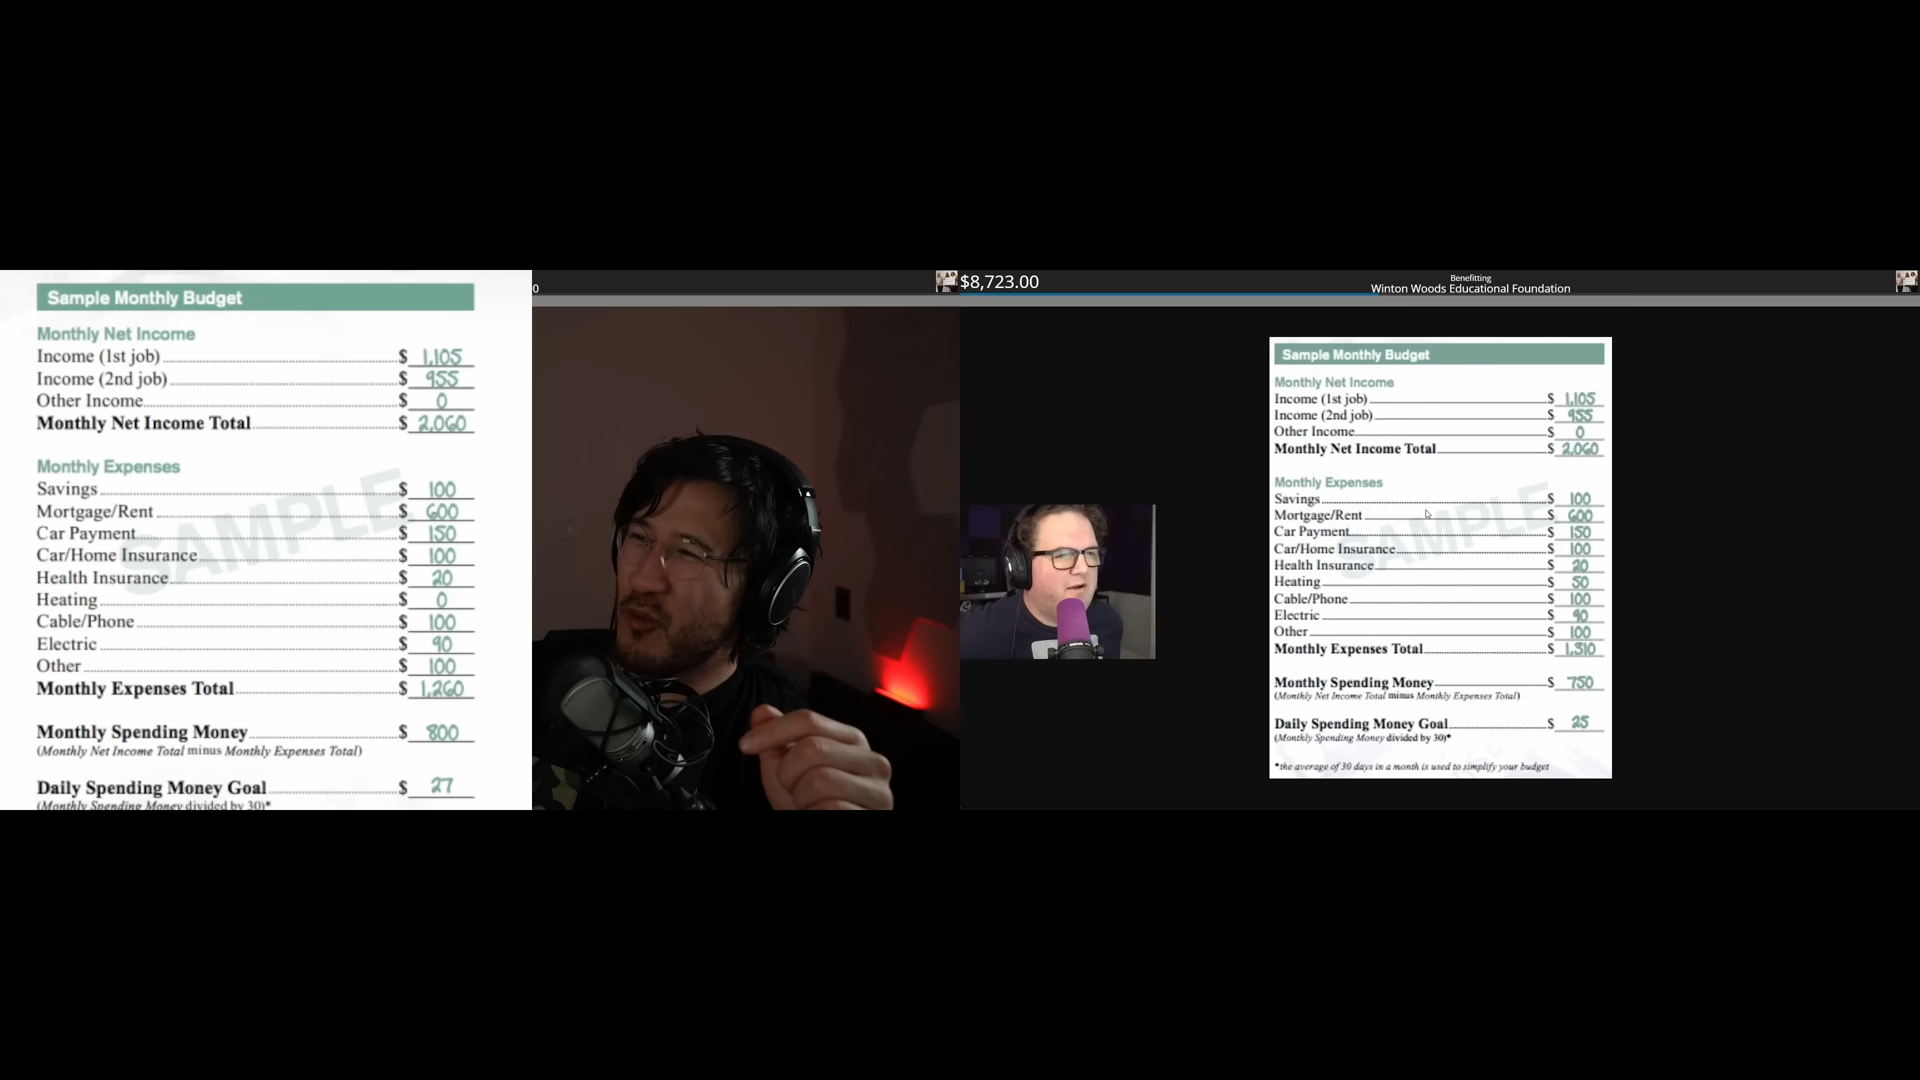 Sample Monthly Budget
Monthly Net Income
Income (1st job) $ 1,105
Income (2nd job) $ 955
Other Income $ 0
Monthly Net Income Total $ 2,060
Monthly Expenses
Savings $ 100
Mortgage/Rent $ 600
Car Payment $ 150
Car/Home Insurance $ 100
Health Insurance $ 20
Heating $ 0
Cable/Phone $ 100
Electric $ 90
Other $ 100
Monthly Expenses Total $ 1,260
Monthly Spending Money $ 800
(Monthly Net Income Total minus Monthly Expenses Total)
Daily Spending Money Goal $ 27
(Monthly Spending Money divided by 30)*
SAMPLE
0
$8,723.00
Benefitting
Winton Woods Educational Foundation
Sample Monthly Budget
Monthly Net Income
Income (1st job) $ 1,105
Income (2nd job) $ 955
Other Income $ 0
Monthly Net Income Total $ 2,060
Monthly Expenses
Savings $ 100
Mortgage/Rent $ 600
Car Payment $ 150
Car/Home Insurance $ 100
Health Insurance $ 20
Heating $ 50
Cable/Phone $ 100
Electric $ 90
Other $ 100
Monthly Expenses Total $ 1,310
Monthly Spending Money $ 750
(Monthly Net Income Total minus Monthly Expenses Total)
Daily Spending Money Goal $ 25
(Monthly Spending Money divided by 30)*
*the average of 30 days in a month is used to simplify your budget
SAMPLE